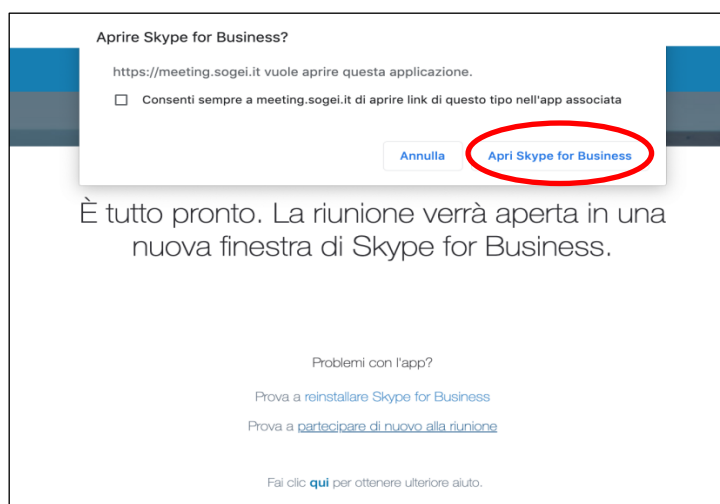 Aprire Skype for Business?
https://meeting.sogei.it vuole aprire questa applicazione.
Consenti sempre a meeting.sogei.it di aprire link di questo tipo nell'app associata
Annulla
Apri Skype for Business
È tutto pronto. La riunione verrà aperta in una
nuova finestra di Skype for Business.
Problemi con l'app?
Prova a reinstallare Skype for Business
Prova a partecipare di nuovo alla riunione
Fai clic qui per ottenere ulteriore aiuto.